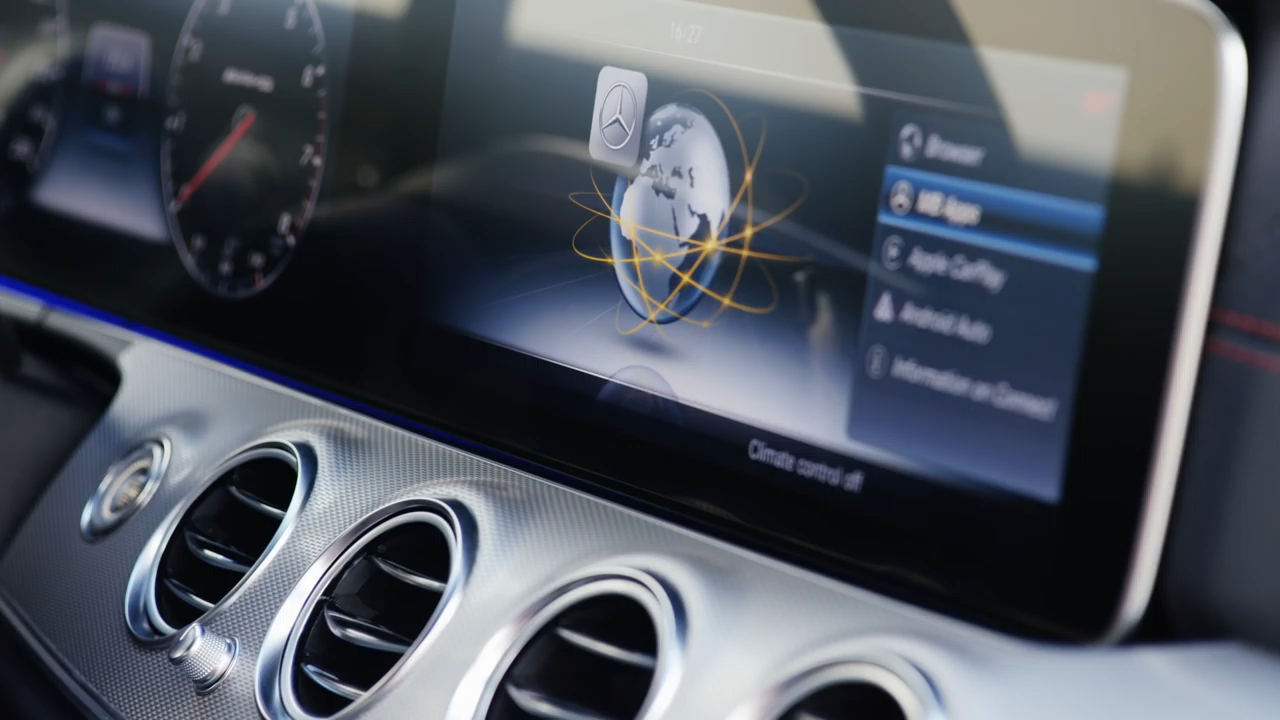 16:27
Browser
MB Apps
Apple CarPlay
Android Auto
Information on Connect
Climate control off